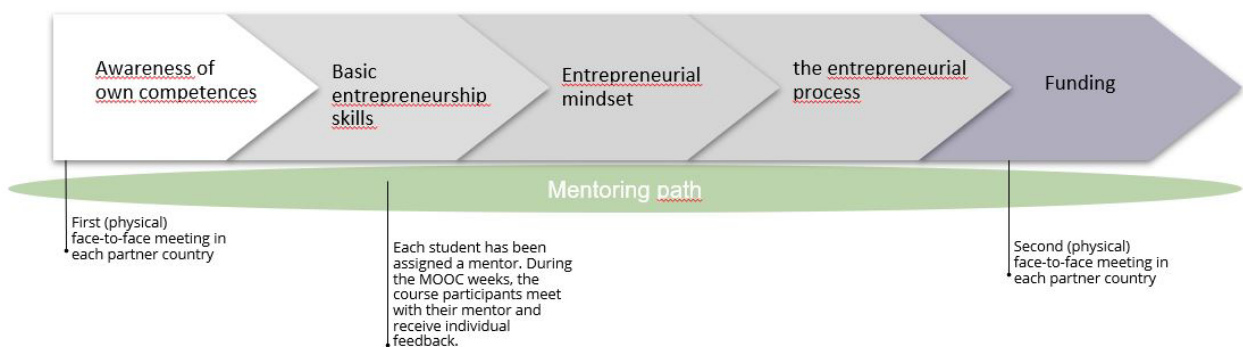 Awareness of
own competences
Basic
entrepreneurship
skills
Entrepreneurial
mindset
the entrepreneurial
process
Funding
Mentoring path
First (physical)
face-to-face meeting in
each partner country
Each student has been
assigned a mentor. During
the MOOC weeks, the
course participants meet
with their mentor and
receive individual
feedback.
Second (physical)
face-to-face meeting in
each partner country